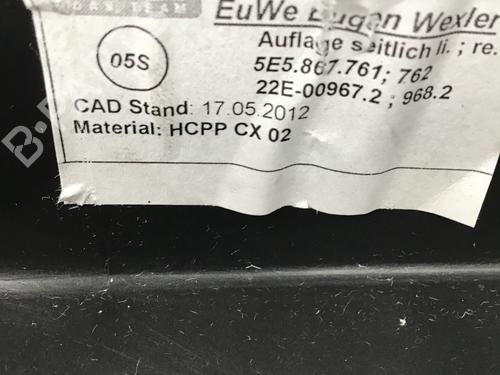 EuWe Eugen Wexler
Auflage seitlich li. ; re.
05S
5E5.867.761; 762
22E-00967.2 ; 968.2
CAD Stand: 17.05.2012
Material: HCPP CX 02